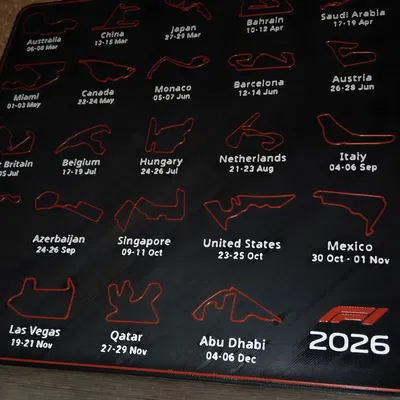 Australia
06-08 Mar
China
13-15 Mar
Japan
27-29 Mar
Bahrain
10-12 Apr
Saudi Arabia
17-19 Apr
Miami
01-03 May
Canada
22-24 May
Monaco
05-07 Jun
Barcelona
12-14 Jun
Austria
26-28 Jun
Britain
Jul
Belgium
17-19 Jul
Hungary
24-26 Jul
Netherlands
21-23 Aug
Italy
04-06 Sep
Azerbaijan
24-26 Sep
Singapore
09-11 Oct
United States
23-25 Oct
Mexico
30 Oct - 01 Nov
Las Vegas
19-21 Nov
Qatar
27-29 Nov
Abu Dhabi
04-06 Dec
F1
2026